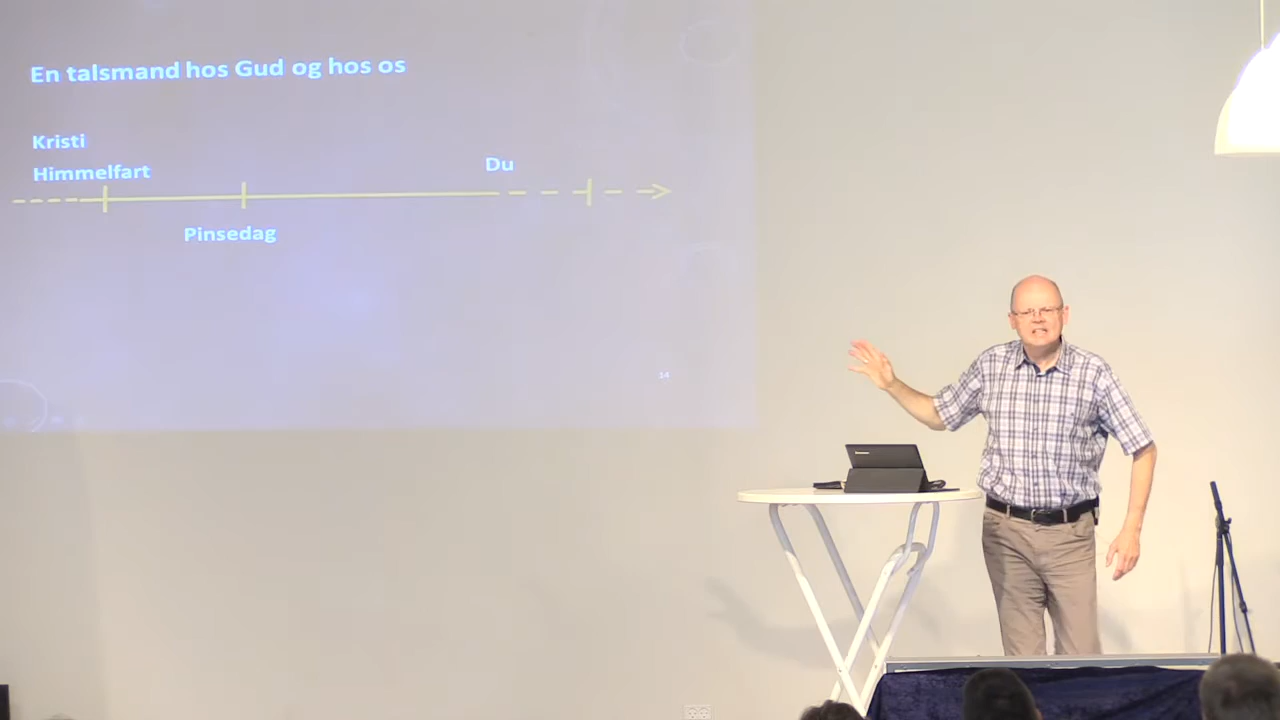 En talsmand hos Gud og hos os
Kristi
Himmelfart
Du
Pinsedag
14